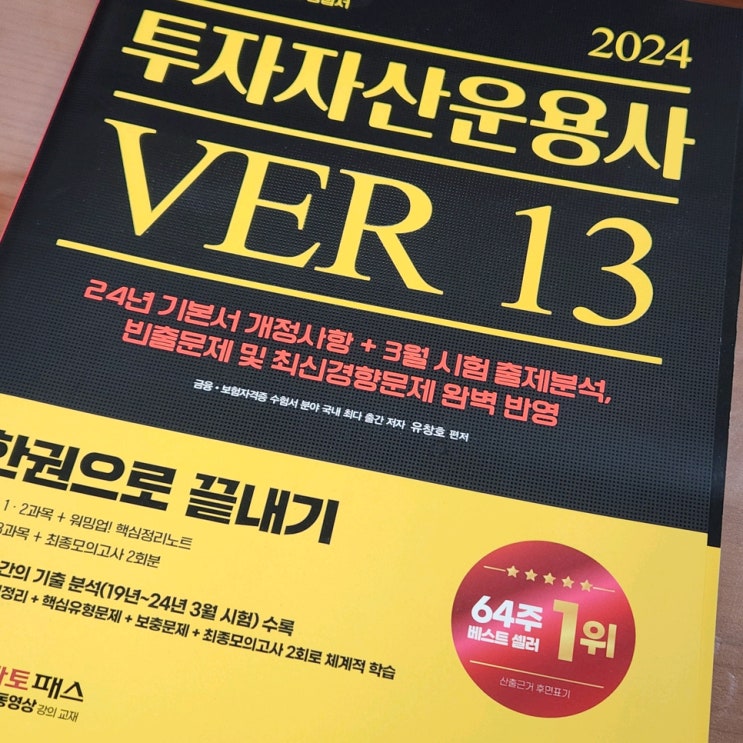 2024
투자자산운용사
VER 13
24년 기본서 개정사항 + 3월 시험 출제분석,
빈출문제 및 최신경향문제 완벽 반영
금융・보험자격증 수험서 분야 국내 최다 출간 저자 유창호 편저
한권으로 끝내기
1・2과목 + 워밍업! 핵심정리노트
3과목 + 최종모의고사 2회분
간의 기출 분석(19년~24년 3월 시험) 수록
정리 + 핵심유형문제 + 보충문제 + 최종모의고사 2회로 체계적 학습
64주
베스트 셀러
1위
산출근거 후면표기
토패스
동영상 강의 교재